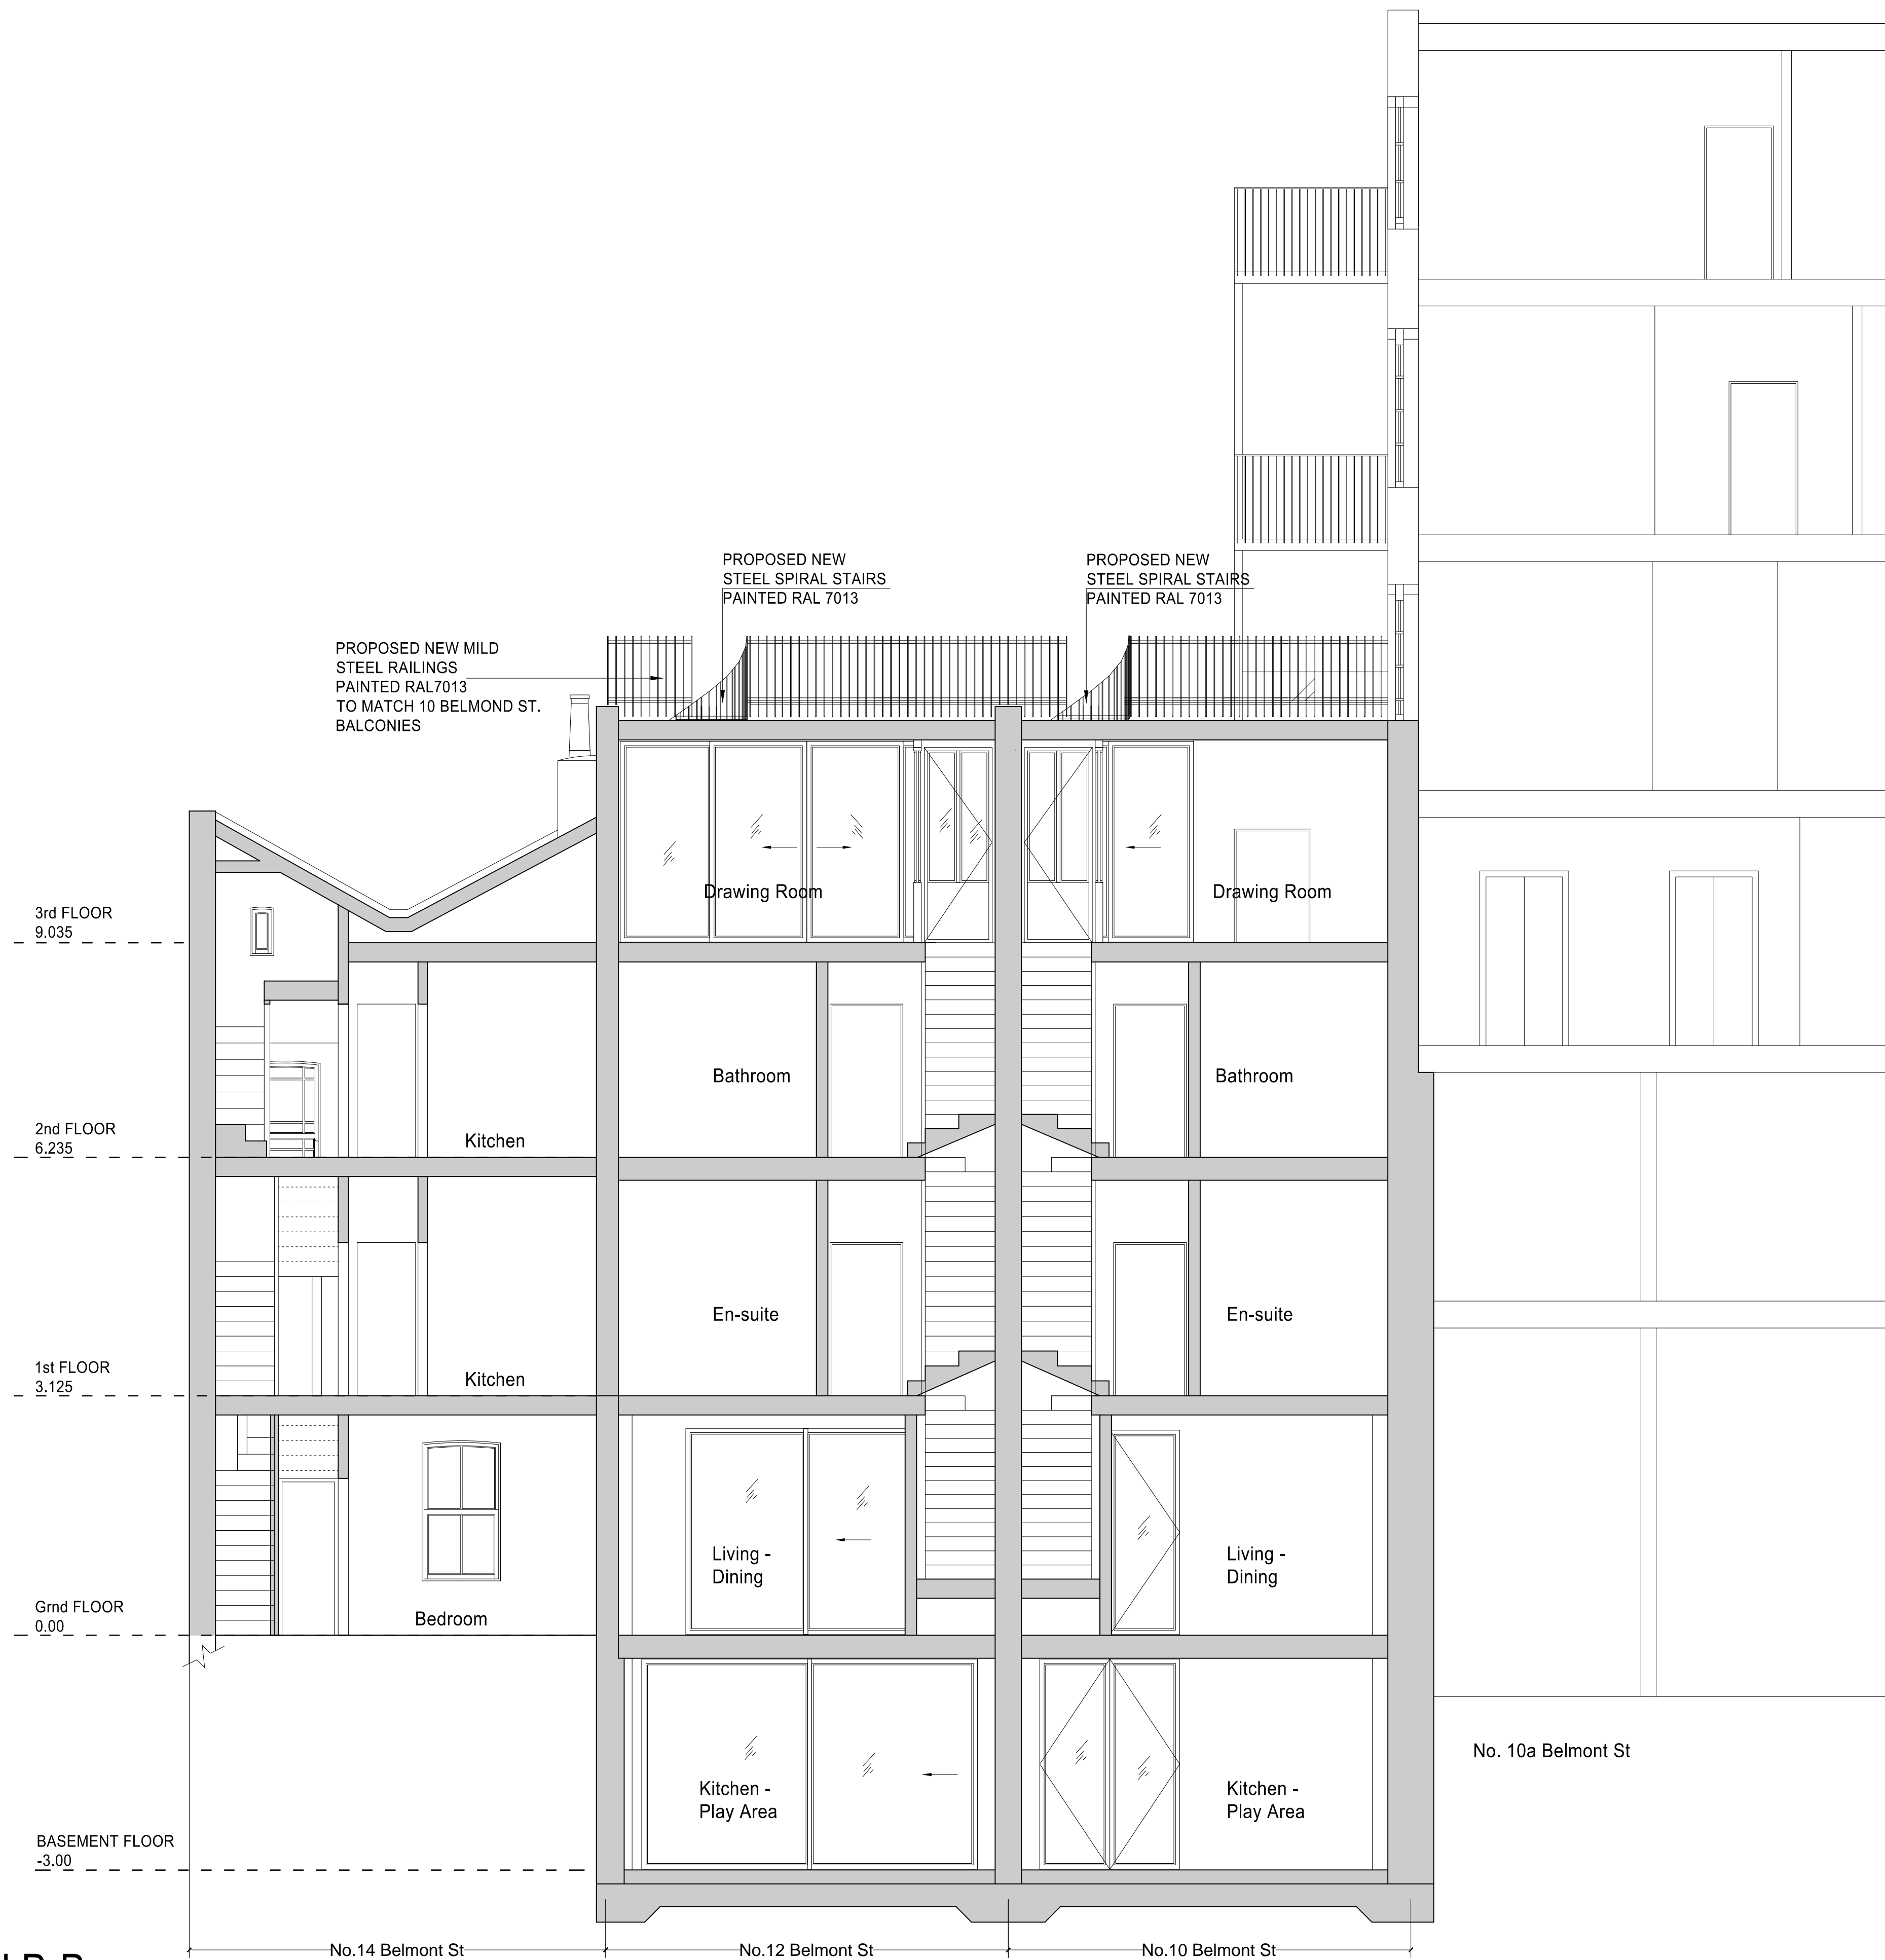 PROPOSED NEW
STEEL SPIRAL STAIRS
PAINTED RAL 7013
PROPOSED NEW
STEEL SPIRAL STAIRS
PAINTED RAL 7013
PROPOSED NEW MILD
STEEL RAILINGS
PAINTED RAL7013
TO MATCH 10 BELMOND ST.
BALCONIES
Drawing Room
Drawing Room
3rd FLOOR
9.035
Bathroom
Bathroom
2nd FLOOR
6.235
Kitchen
En-suite
En-suite
1st FLOOR
3.125
Kitchen
Living -
Dining
Living -
Dining
Grnd FLOOR
0.00
Bedroom
No. 10a Belmont St
Kitchen -
Play Area
Kitchen -
Play Area
BASEMENT FLOOR
-3.00
No.14 Belmont St
No.12 Belmont St
No.10 Belmont St